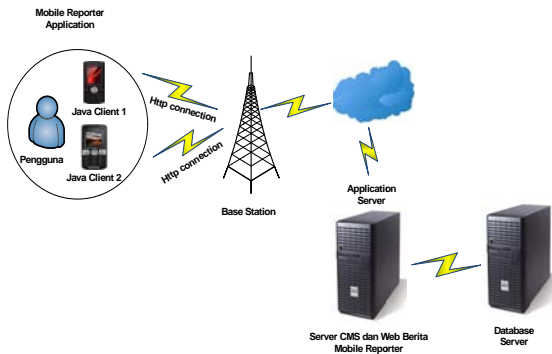 Mobile Reporter
Application
Java Client 1
Http connection
Pengguna
Java Client 2
Http connection
Base Station
Application
Server
Server CMS dan Web Berita
Mobile Reporter
Database
Server